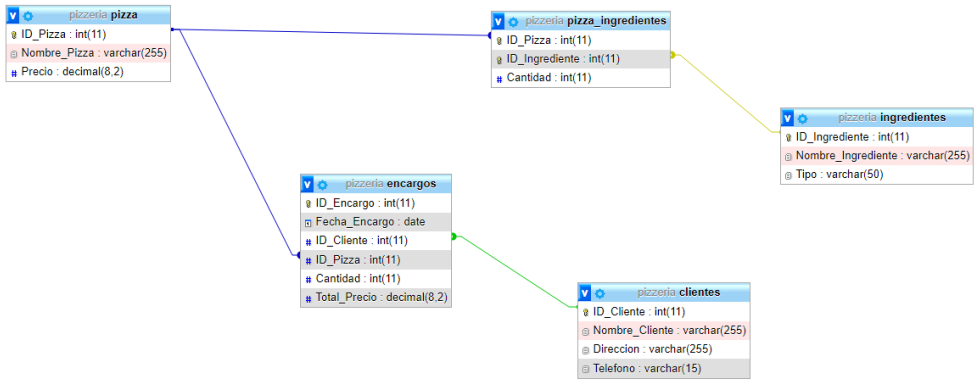 pizzeria pizza
ID_Pizza : int(11)
Nombre_Pizza : varchar(255)
Precio : decimal(8,2)
pizzeria pizza_ingredientes
ID_Pizza : int(11)
ID_Ingrediente : int(11)
Cantidad : int(11)
pizzeria ingredientes
ID_Ingrediente : int(11)
Nombre_Ingrediente : varchar(255)
Tipo : varchar(50)
pizzeria encargos
ID_Encargo : int(11)
Fecha_Encargo : date
ID_Cliente : int(11)
ID_Pizza : int(11)
Cantidad : int(11)
Total_Precio : decimal(8,2)
pizzeria clientes
ID_Cliente : int(11)
Nombre_Cliente : varchar(255)
Direccion : varchar(255)
Telefono : varchar(15)